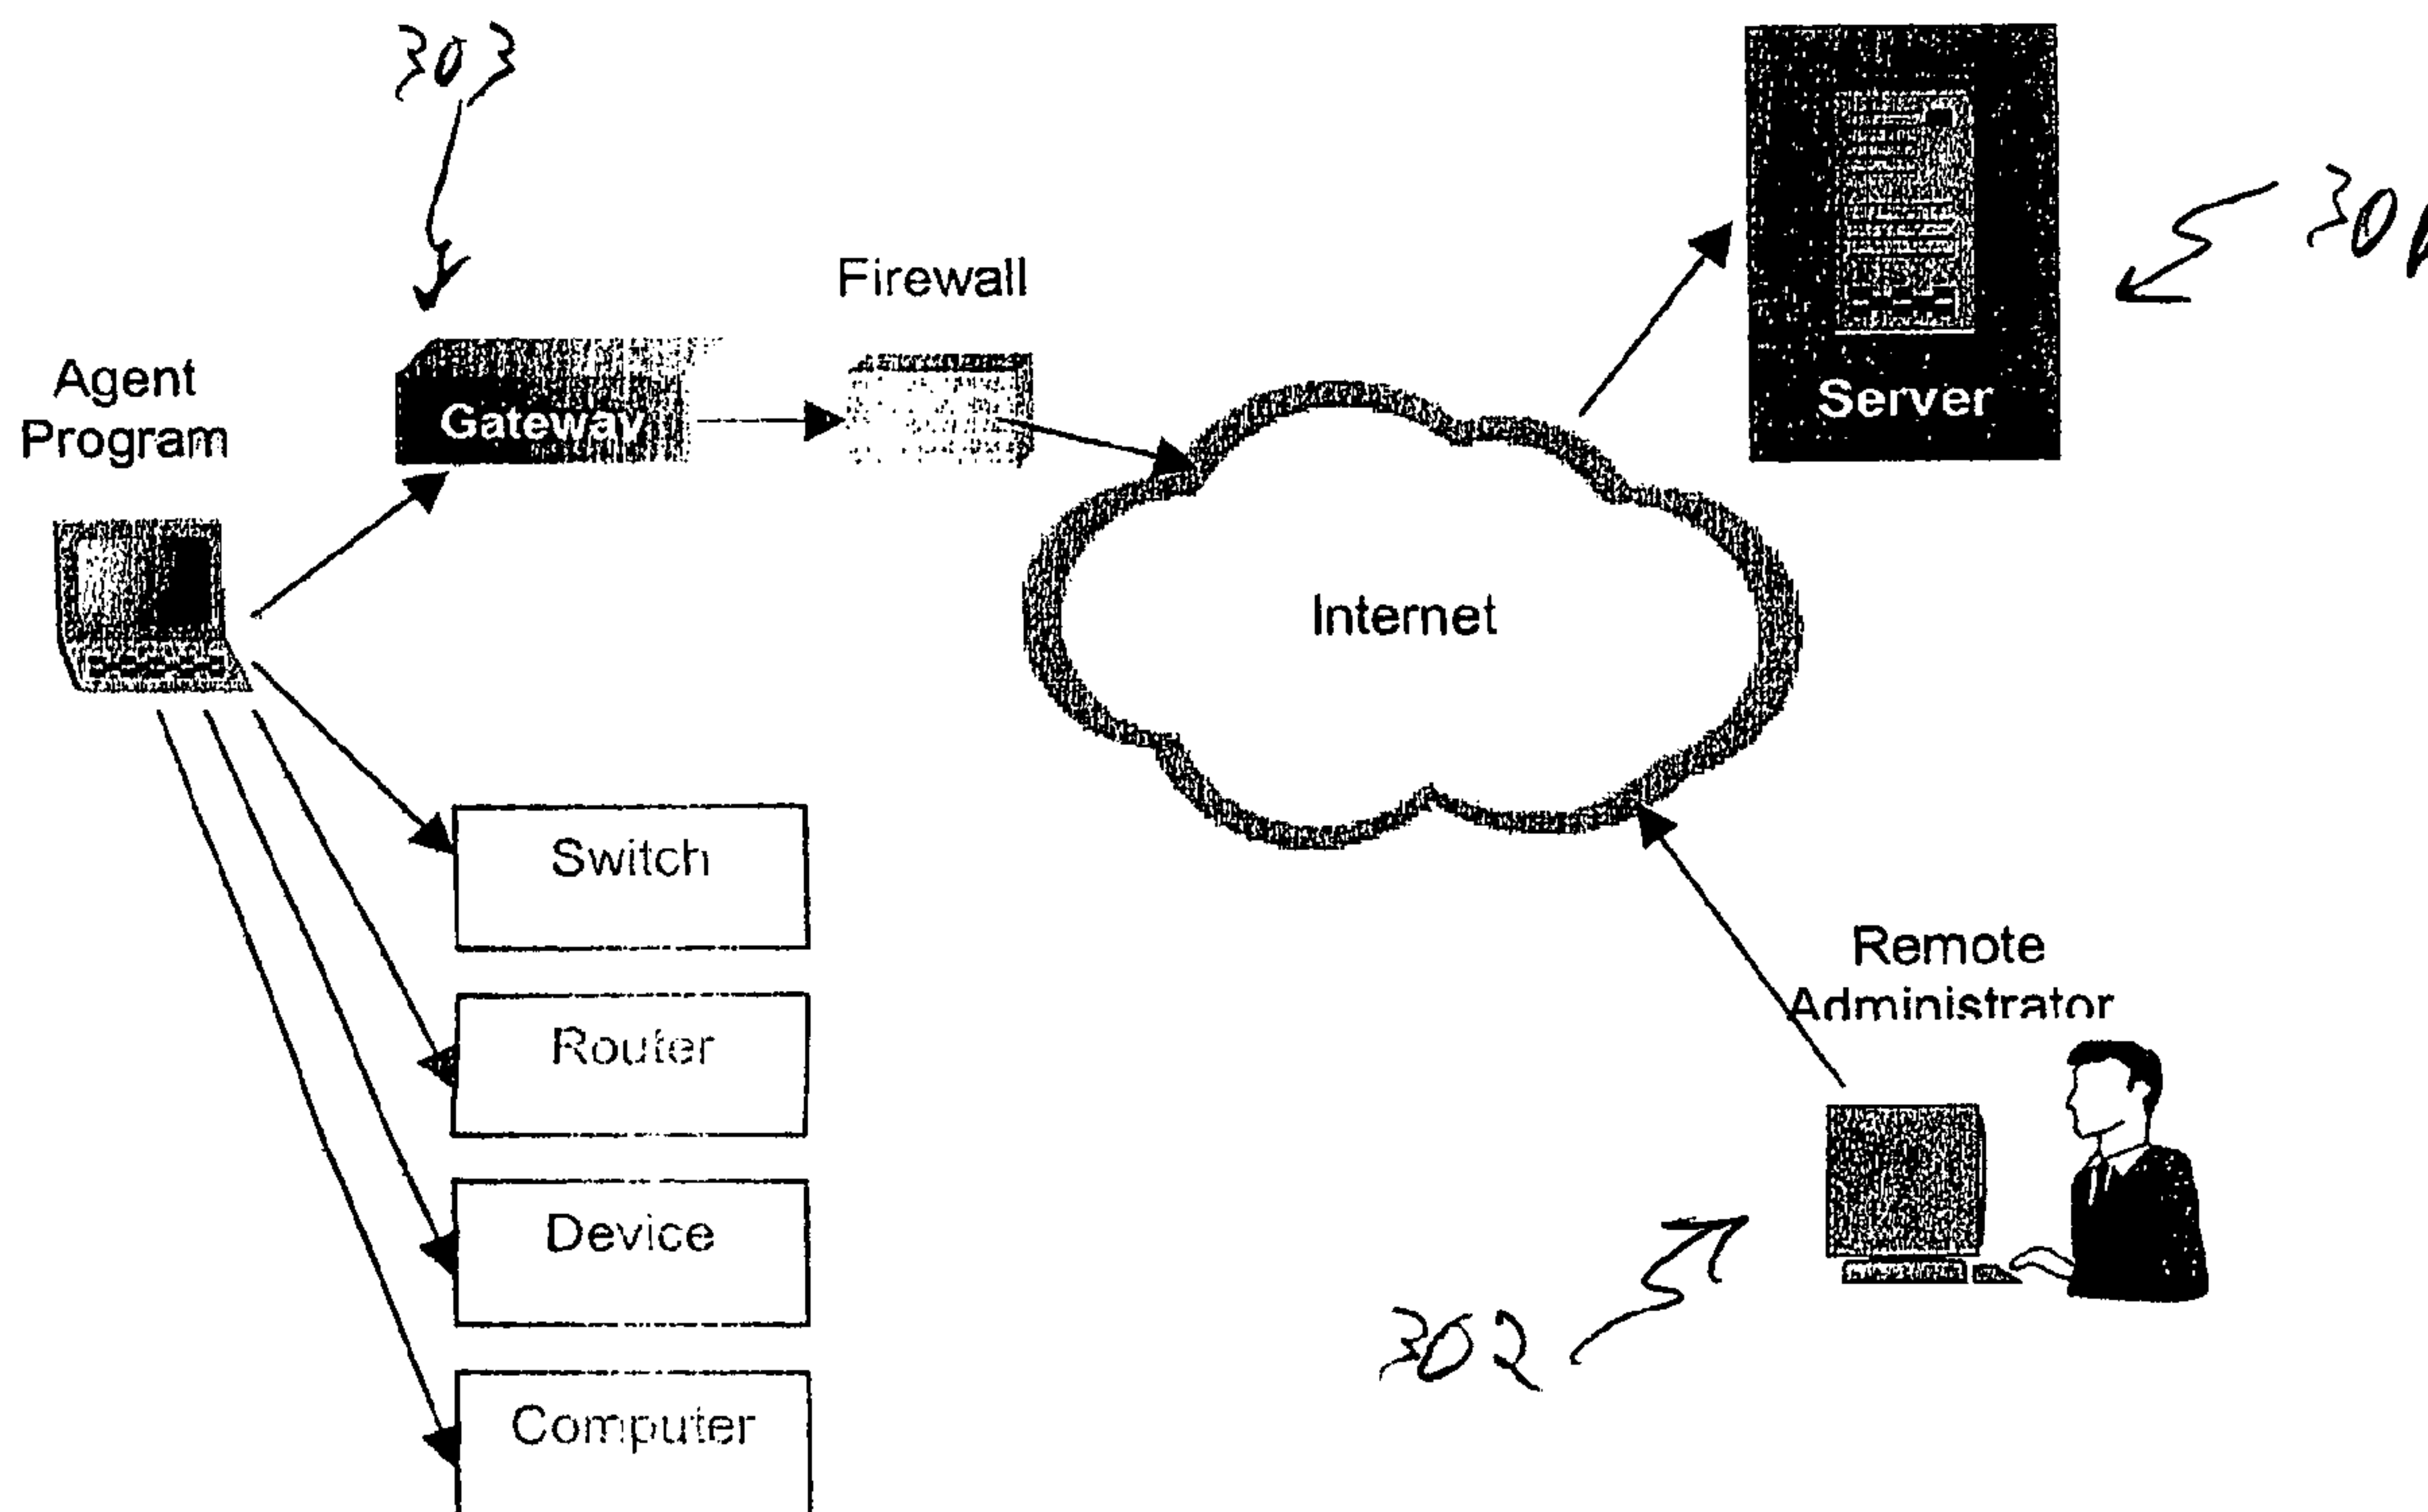 303
Firewall
Agent
Program
Gateway
Server
Internet
Switch
Router
Device
Computer
Remote
Administrator
302